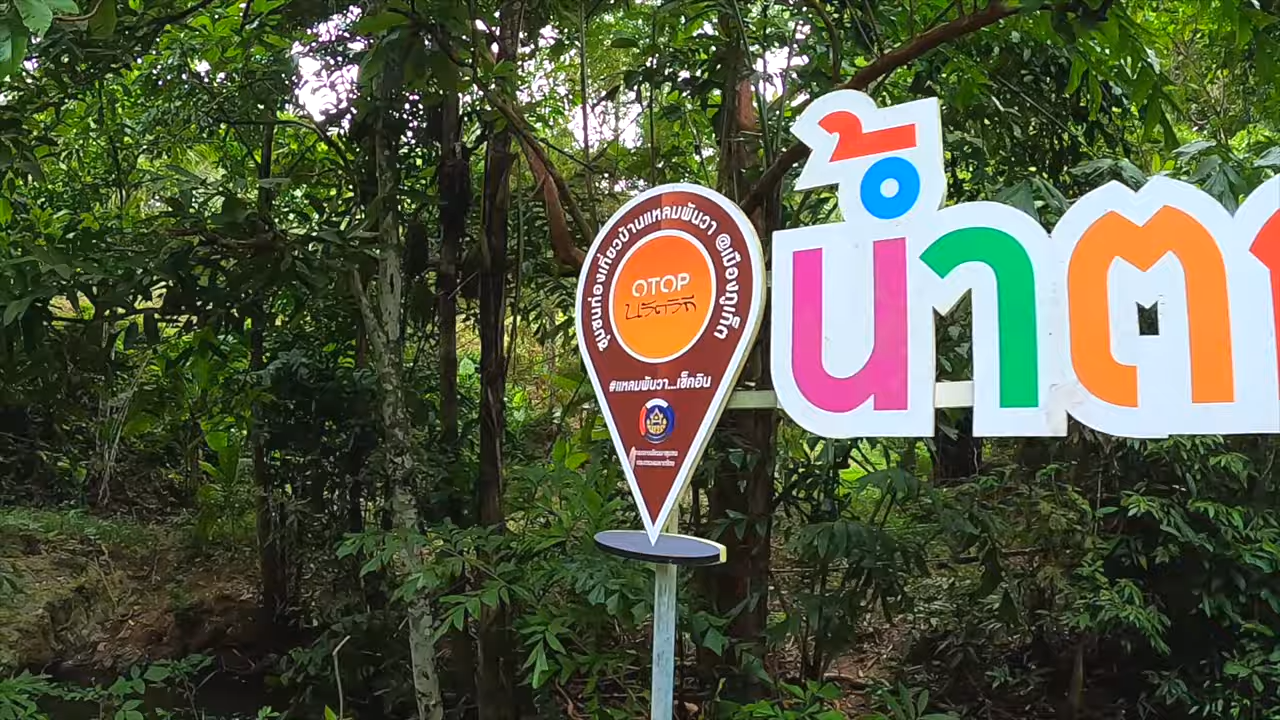 ชุมชนท่องเที่ยวบ้านแหลมพันวา @เมืองภูเก็ต
OTOP
นวัตวิถี
#แหลมพันวา...เช็คอิน
น้ำต